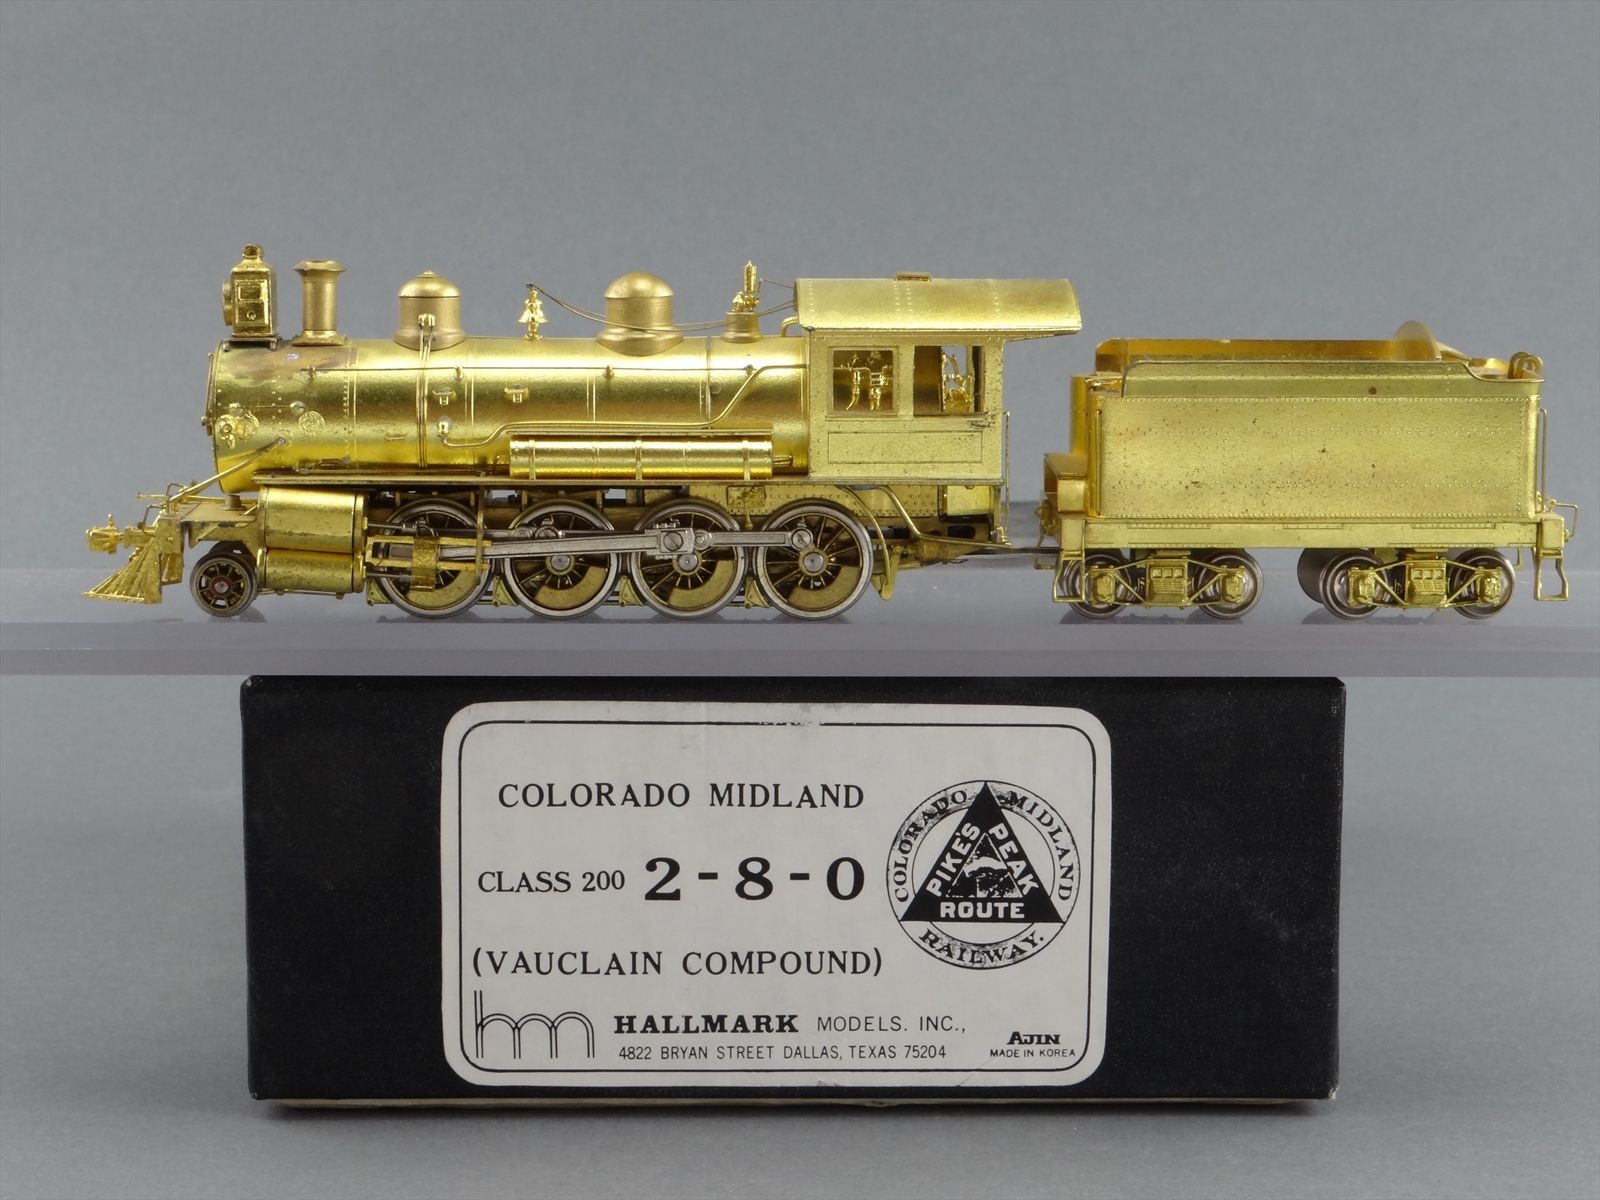 COLORADO MIDLAND
CLASS 200 2-8-0
(VAUCLAIN COMPOUND)
COLORADO MIDLAND
PIKE'S PEAK
ROUTE
RAILWAY.
hm HALLMARK MODELS. INC.,
4822 BRYAN STREET DALLAS, TEXAS 75204
AJIN
MADE IN KOREA